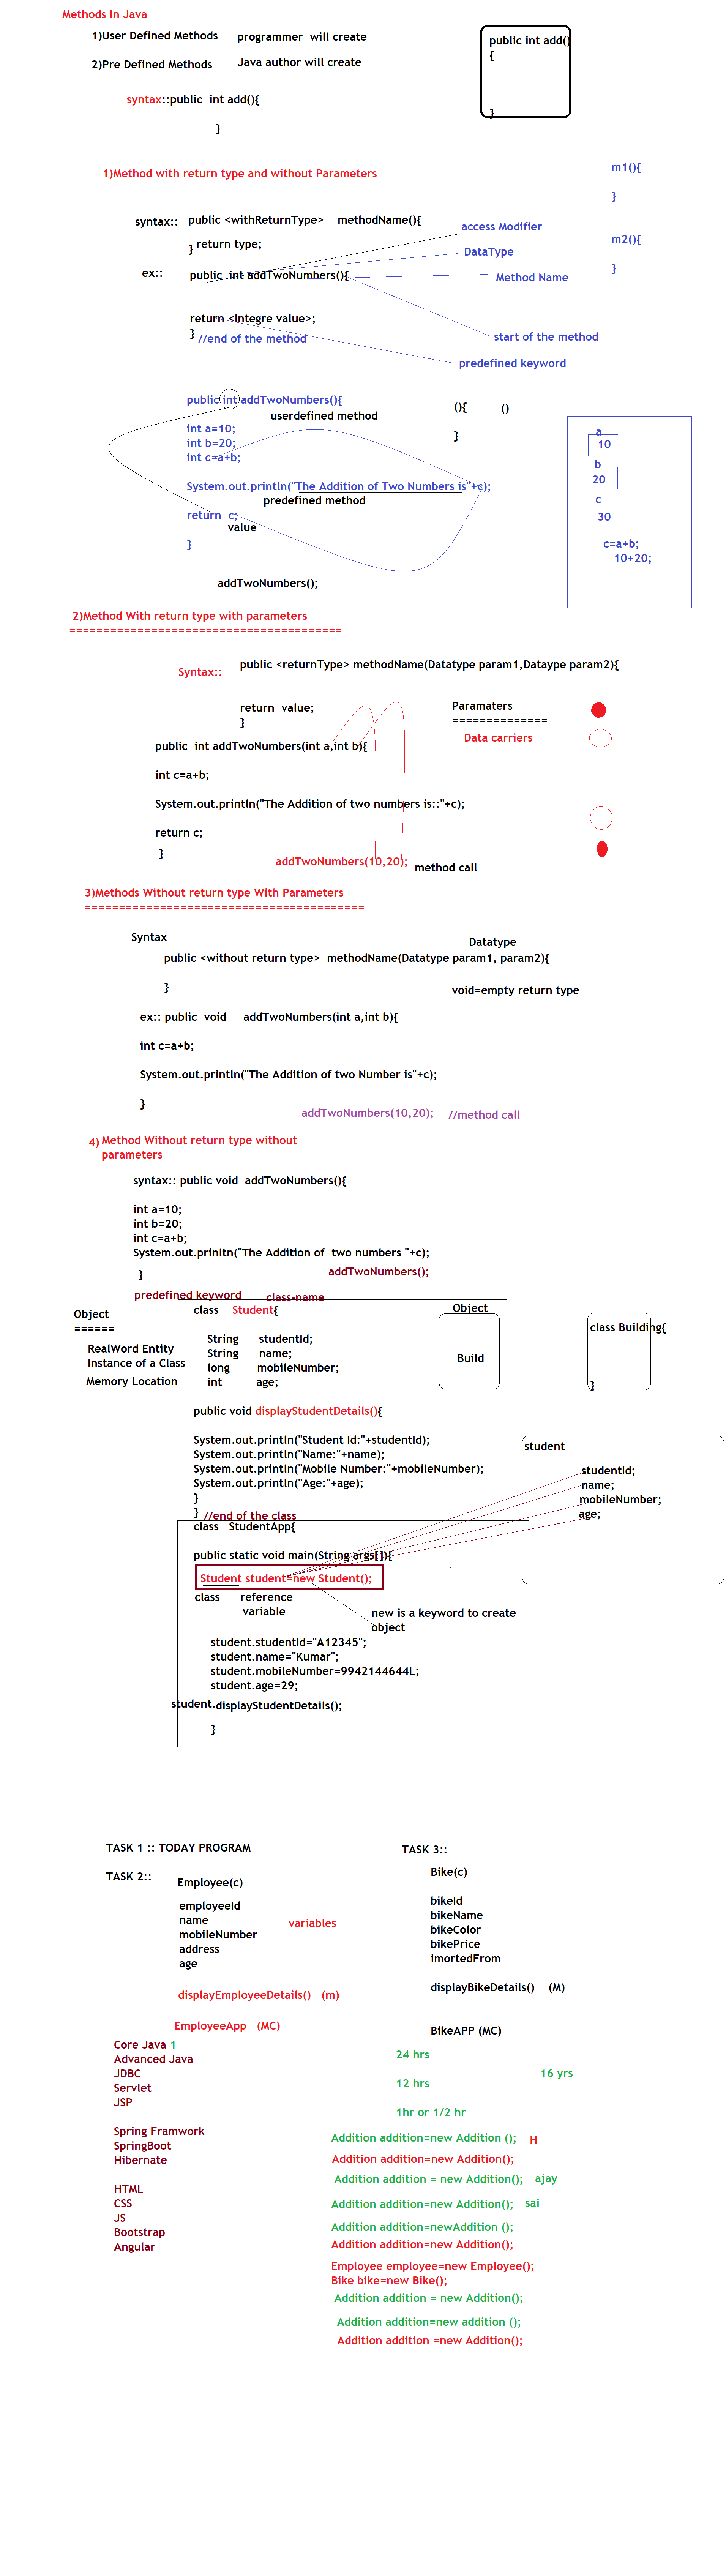 Methods In Java
1)User Defined Methods programmer will create
2)Pre Defined Methods Java author will create
public int add()
{
}
syntax::public int add(){
}
1)Method with return type and without Parameters
m1(){
}
m2(){
}
syntax:: public <withReturnType> methodName(){
return type;
}
access Modifier
DataType
ex:: public int addTwoNumbers(){
Method Name
return <Integre value>;
} //end of the method
start of the method
predefined keyword
public int addTwoNumbers(){
userdefined method
int a=10;
int b=20;
int c=a+b;
System.out.println("The Addition of Two Numbers is"+c);
predefined method
return c;
value
}
addTwoNumbers();
(){ ()
}
a
10
b
20
c
30
c=a+b;
10+20;
2)Method With return type with parameters
========================================
Syntax:: public <returnType> methodName(Datatype param1,Dataype param2){
return value;
}
Paramaters
==============
Data carriers
public int addTwoNumbers(int a,int b){
int c=a+b;
System.out.println("The Addition of two numbers is::"+c);
return c;
}
addTwoNumbers(10,20); method call
3)Methods Without return type With Parameters
=========================================
Syntax
Datatype
public <without return type> methodName(Datatype param1, param2){
}
void=empty return type
ex:: public void addTwoNumbers(int a,int b){
int c=a+b;
System.out.println("The Addition of two Number is"+c);
}
addTwoNumbers(10,20); //method call
4) Method Without return type without
parameters
syntax:: public void addTwoNumbers(){
int a=10;
int b=20;
int c=a+b;
System.out.prinltn("The Addition of two numbers "+c);
}
addTwoNumbers();
predefined keyword class-name
Object
======
RealWord Entity
Instance of a Class
Memory Location
class Student{
String studentId;
String name;
long mobileNumber;
int age;
public void displayStudentDetails(){
System.out.println("Student Id:"+studentId);
System.out.println("Name:"+name);
System.out.println("Mobile Number:"+mobileNumber);
System.out.println("Age:"+age);
}
} //end of the class
Object
Build
class Building{
}
student
studentId;
name;
mobileNumber;
age;
class StudentApp{
public static void main(String args[]){
Student student=new Student();
class reference
variable
new is a keyword to create
object
student.studentId="A12345";
student.name="Kumar";
student.mobileNumber=9942144644L;
student.age=29;
student.displayStudentDetails();
}
TASK 1 :: TODAY PROGRAM
TASK 2::
Employee(c)
employeeId
name
mobileNumber
address
age
variables
displayEmployeeDetails() (m)
EmployeeApp (MC)
TASK 3::
Bike(c)
bikeId
bikeName
bikeColor
bikePrice
imortedFrom
displayBikeDetails() (M)
BikeAPP (MC)
Core Java 1
Advanced Java
JDBC
Servlet
JSP
Spring Framwork
SpringBoot
Hibernate
HTML
CSS
JS
Bootstrap
Angular
24 hrs
16 yrs
12 hrs
1hr or 1/2 hr
Addition addition=new Addition (); H
Addition addition=new Addition();
Addition addition = new Addition(); ajay
Addition addition=new Addition(); sai
Addition addition=newAddition ();
Addition addition=new Addition();
Employee employee=new Employee();
Bike bike=new Bike();
Addition addition = new Addition();
Addition addition=new addition ();
Addition addition =new Addition();